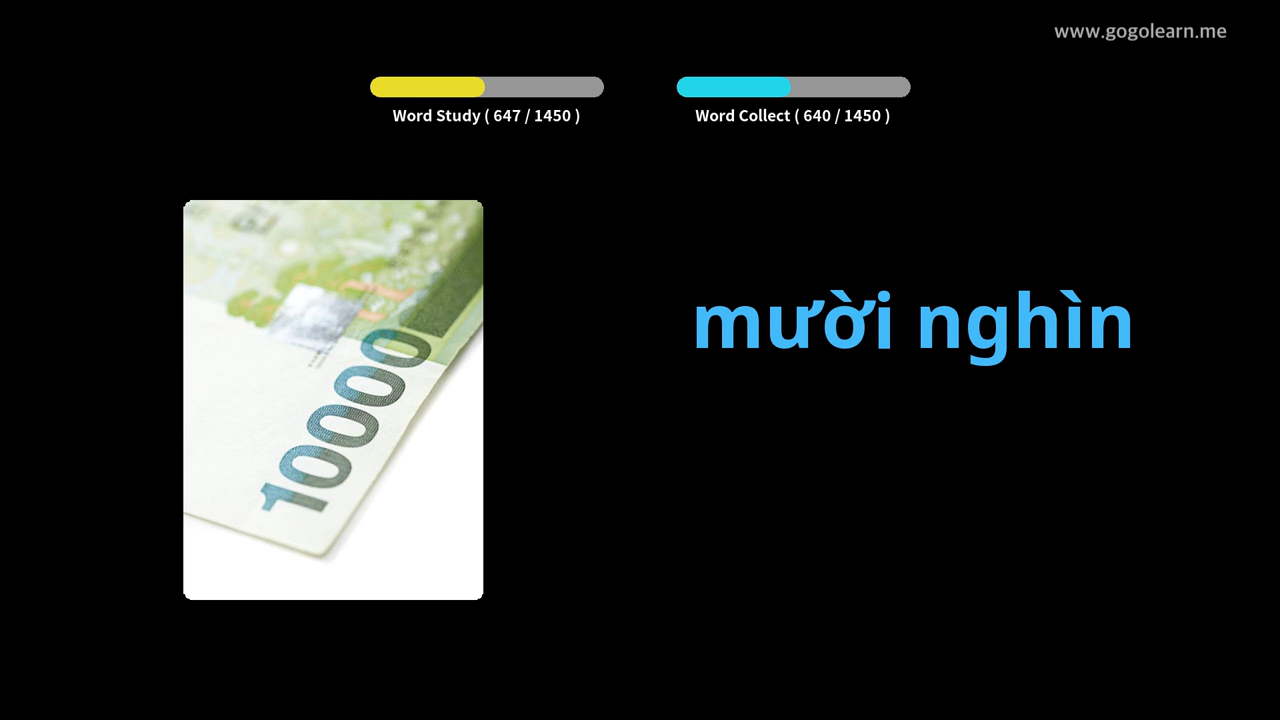 www.gogolearn.me
Word Study ( 647 / 1450 )
Word Collect ( 640 / 1450 )
mười nghìn
10000